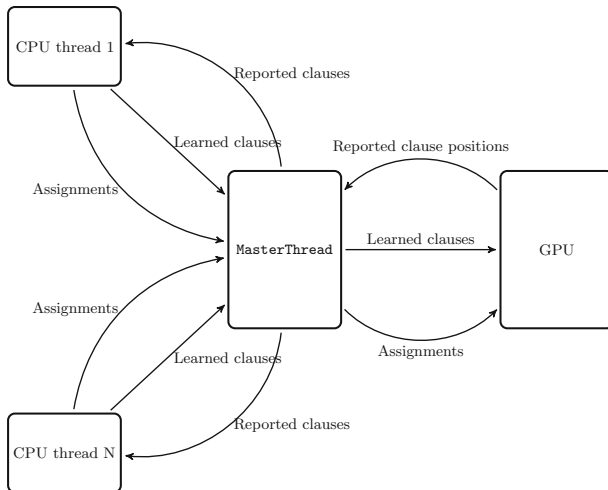 CPU thread 1
Reported clauses
Learned clauses
Reported clause positions
Assignments
MasterThread
Learned clauses
GPU
Assignments
Learned clauses
Assignments
Reported clauses
CPU thread N